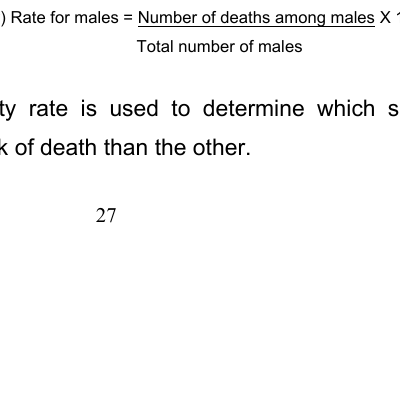 ) Rate for males = Number of deaths among males X 1
Total number of males
ty rate is used to determine which s
k of death than the other.
27